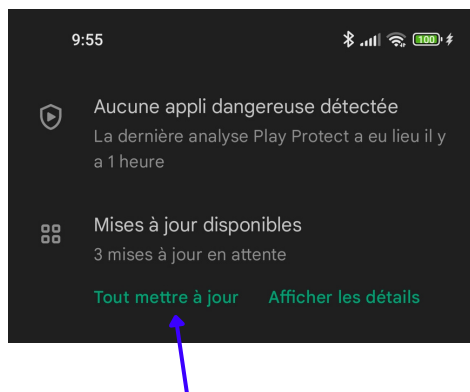 9:55
100
Aucune appli dangereuse détectée
La dernière analyse Play Protect a eu lieu il y
a 1 heure
Mises à jour disponibles
3 mises à jour en attente
Tout mettre à jour Afficher les détails